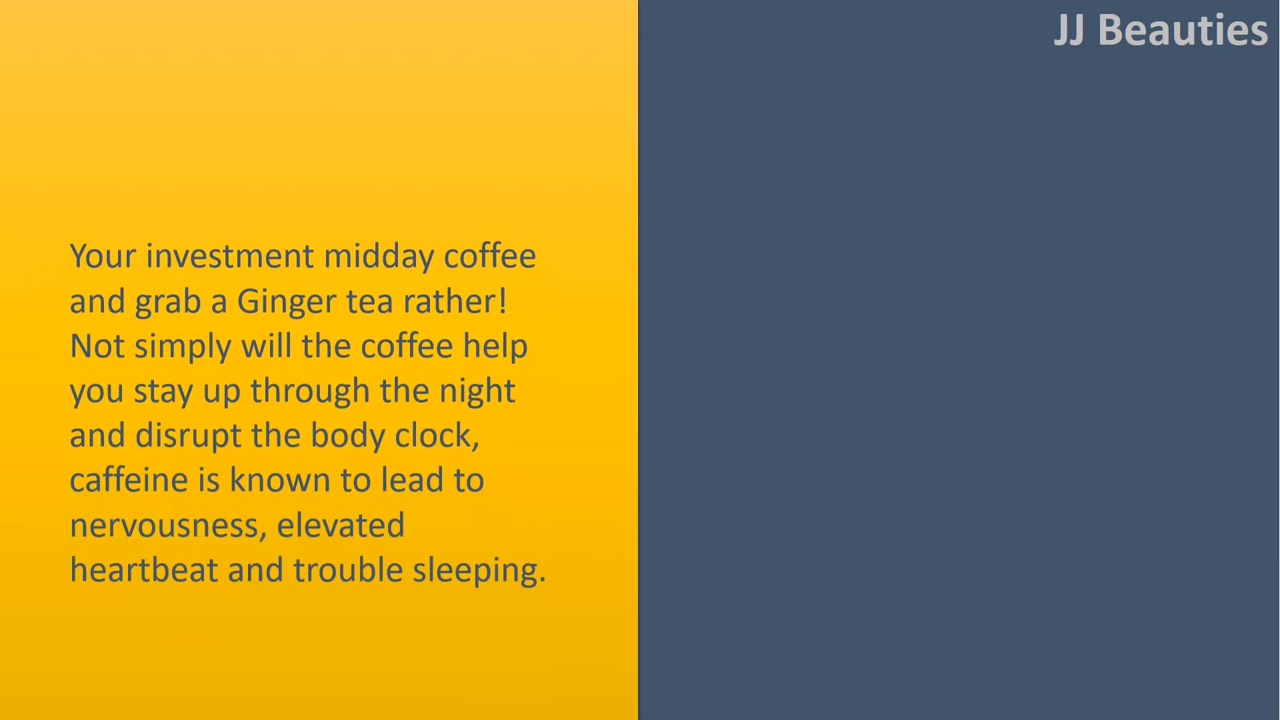 JJ Beauties
Your investment midday coffee
and grab a Ginger tea rather!
Not simply will the coffee help
you stay up through the night
and disrupt the body clock,
caffeine is known to lead to
nervousness, elevated
heartbeat and trouble sleeping.